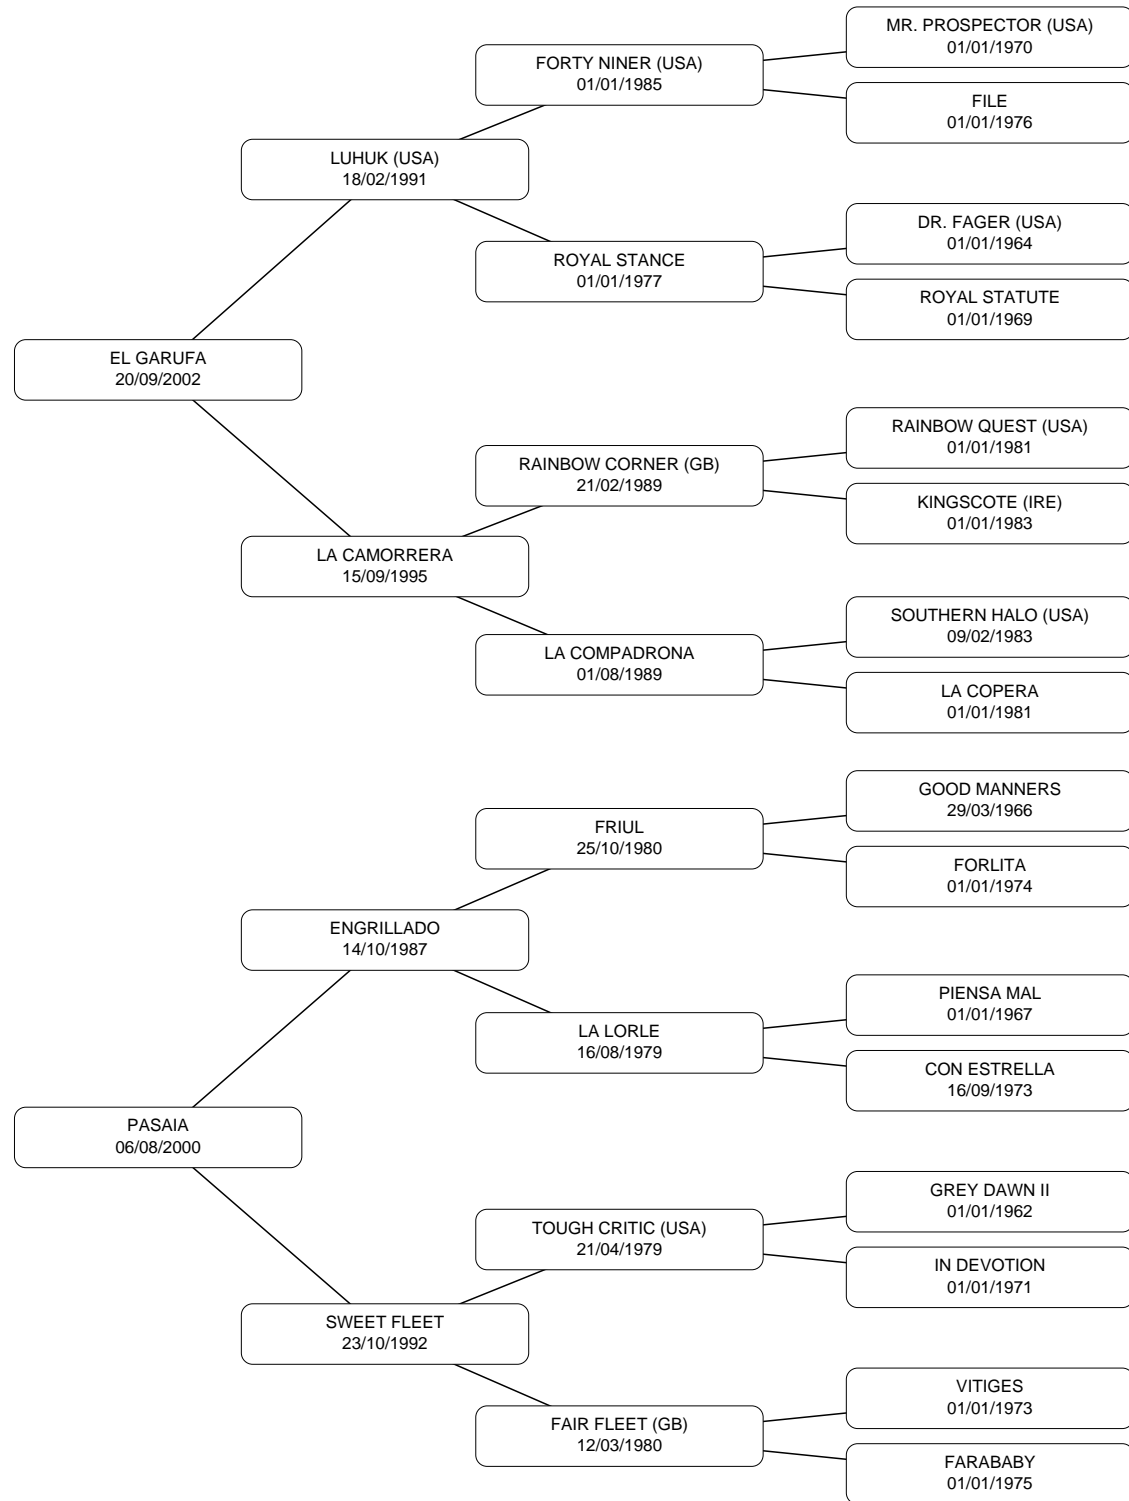 MR. PROSPECTOR (USA)
01/01/1970
FORTY NINER (USA)
01/01/1985
FILE
01/01/1976
LUHUK (USA)
18/02/1991
DR. FAGER (USA)
01/01/1964
ROYAL STANCE
01/01/1977
ROYAL STATUTE
01/01/1969
EL GARUFA
20/09/2002
RAINBOW QUEST (USA)
01/01/1981
RAINBOW CORNER (GB)
21/02/1989
KINGSCOTE (IRE)
01/01/1983
LA CAMORRERA
15/09/1995
SOUTHERN HALO (USA)
09/02/1983
LA COMPADRONA
01/08/1989
LA COPERA
01/01/1981
GOOD MANNERS
29/03/1966
FRIUL
25/10/1980
FORLITA
01/01/1974
ENGRILLADO
14/10/1987
PIENSA MAL
01/01/1967
LA LORLE
16/08/1979
CON ESTRELLA
16/09/1973
PASAIA
06/08/2000
GREY DAWN II
01/01/1962
TOUGH CRITIC (USA)
21/04/1979
IN DEVOTION
01/01/1971
SWEET FLEET
23/10/1992
VITIGES
01/01/1973
FAIR FLEET (GB)
12/03/1980
FARABABY
01/01/1975